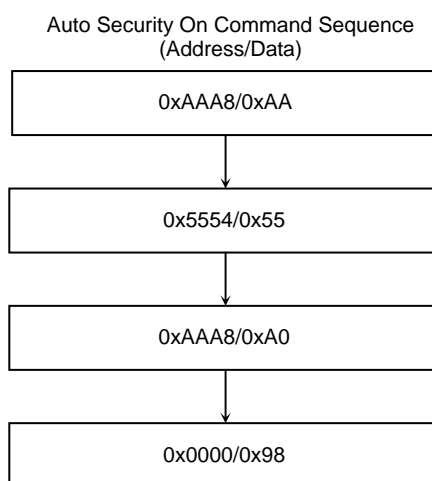 Auto Security On Command Sequence
(Address/Data)
0xAAA8/0xAA
0x5554/0x55
0xAAA8/0xA0
0x0000/0x98